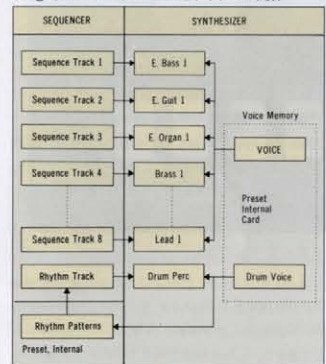 SEQUENCER
SYNTHESIZER
Sequence Track 1
E. Bass 1
Sequence Track 2
E. Guit 1
Voice Memory
Sequence Track 3
E. Organ 1
VOICE
Sequence Track 4
Brass 1
Preset
Internal
Card
Sequence Track 8
Lead 1
Rhythm Track
Drum Perc
Drum Voice
Rhythm Patterns
Preset, Internal